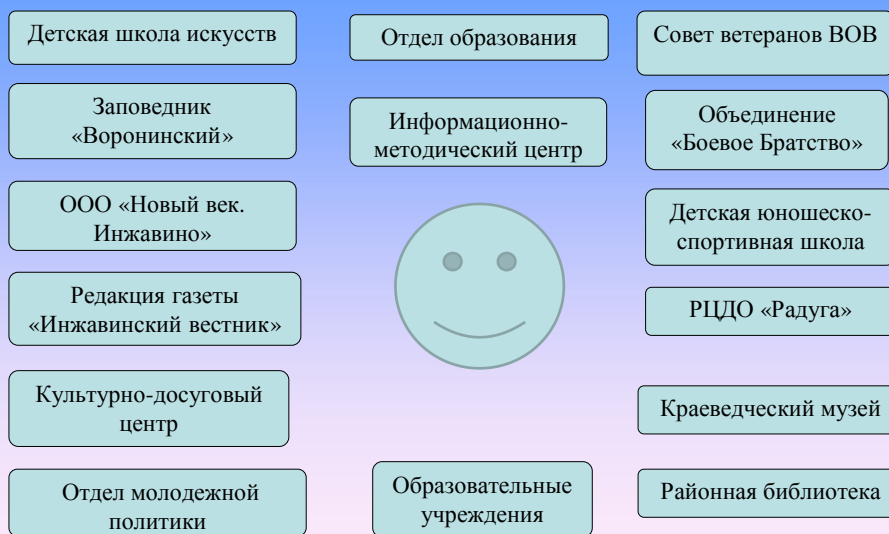 Детская школа искусств
Отдел образования
Совет ветеранов ВОВ
Заповедник
«Воронинский»
Информационно-
методический центр
Объединение
«Боевое Братство»
ООО «Новый век.
Инжавино»
Детская юношеско-
спортивная школа
Редакция газеты
«Инжавинский вестник»
РЦДО «Радуга»
Культурно-досуговый
центр
Краеведческий музей
Отдел молодежной
политики
Образовательные
учреждения
Районная библиотека